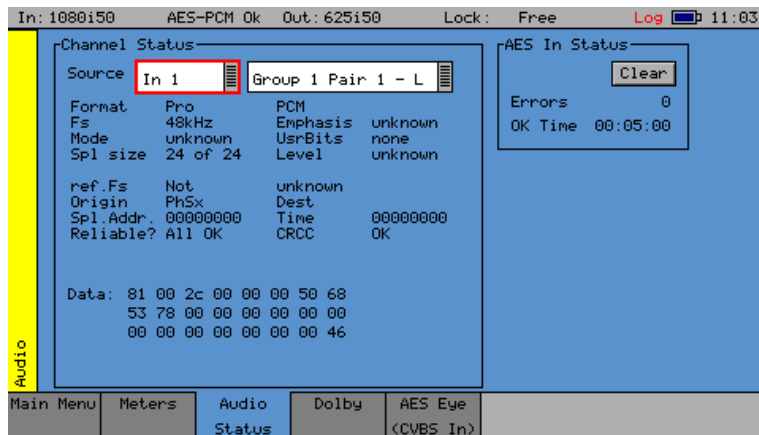 In: 1080i50 AES-PCM Ok Out: 625i50 Lock: Free Log 11:03
Channel Status
Source In 1 Group 1 Pair 1 - L
Format Pro PCM
Fs 48kHz Emphasis unknown
Mode unknown UsrBits none
Spl size 24 of 24 Level unknown
ref.Fs Not unknown
Origin PhSx Dest
Spl.Addr. 00000000 Time 00000000
Reliable? All OK CRCC OK
Data: 81 00 2c 00 00 00 50 68
53 78 00 00 00 00 00 00
00 00 00 00 00 00 00 46
AES In Status
Clear
Errors 0
OK Time 00:05:00
Audio
Main Menu Meters Audio Status Dolby AES Eye (CVBS In)